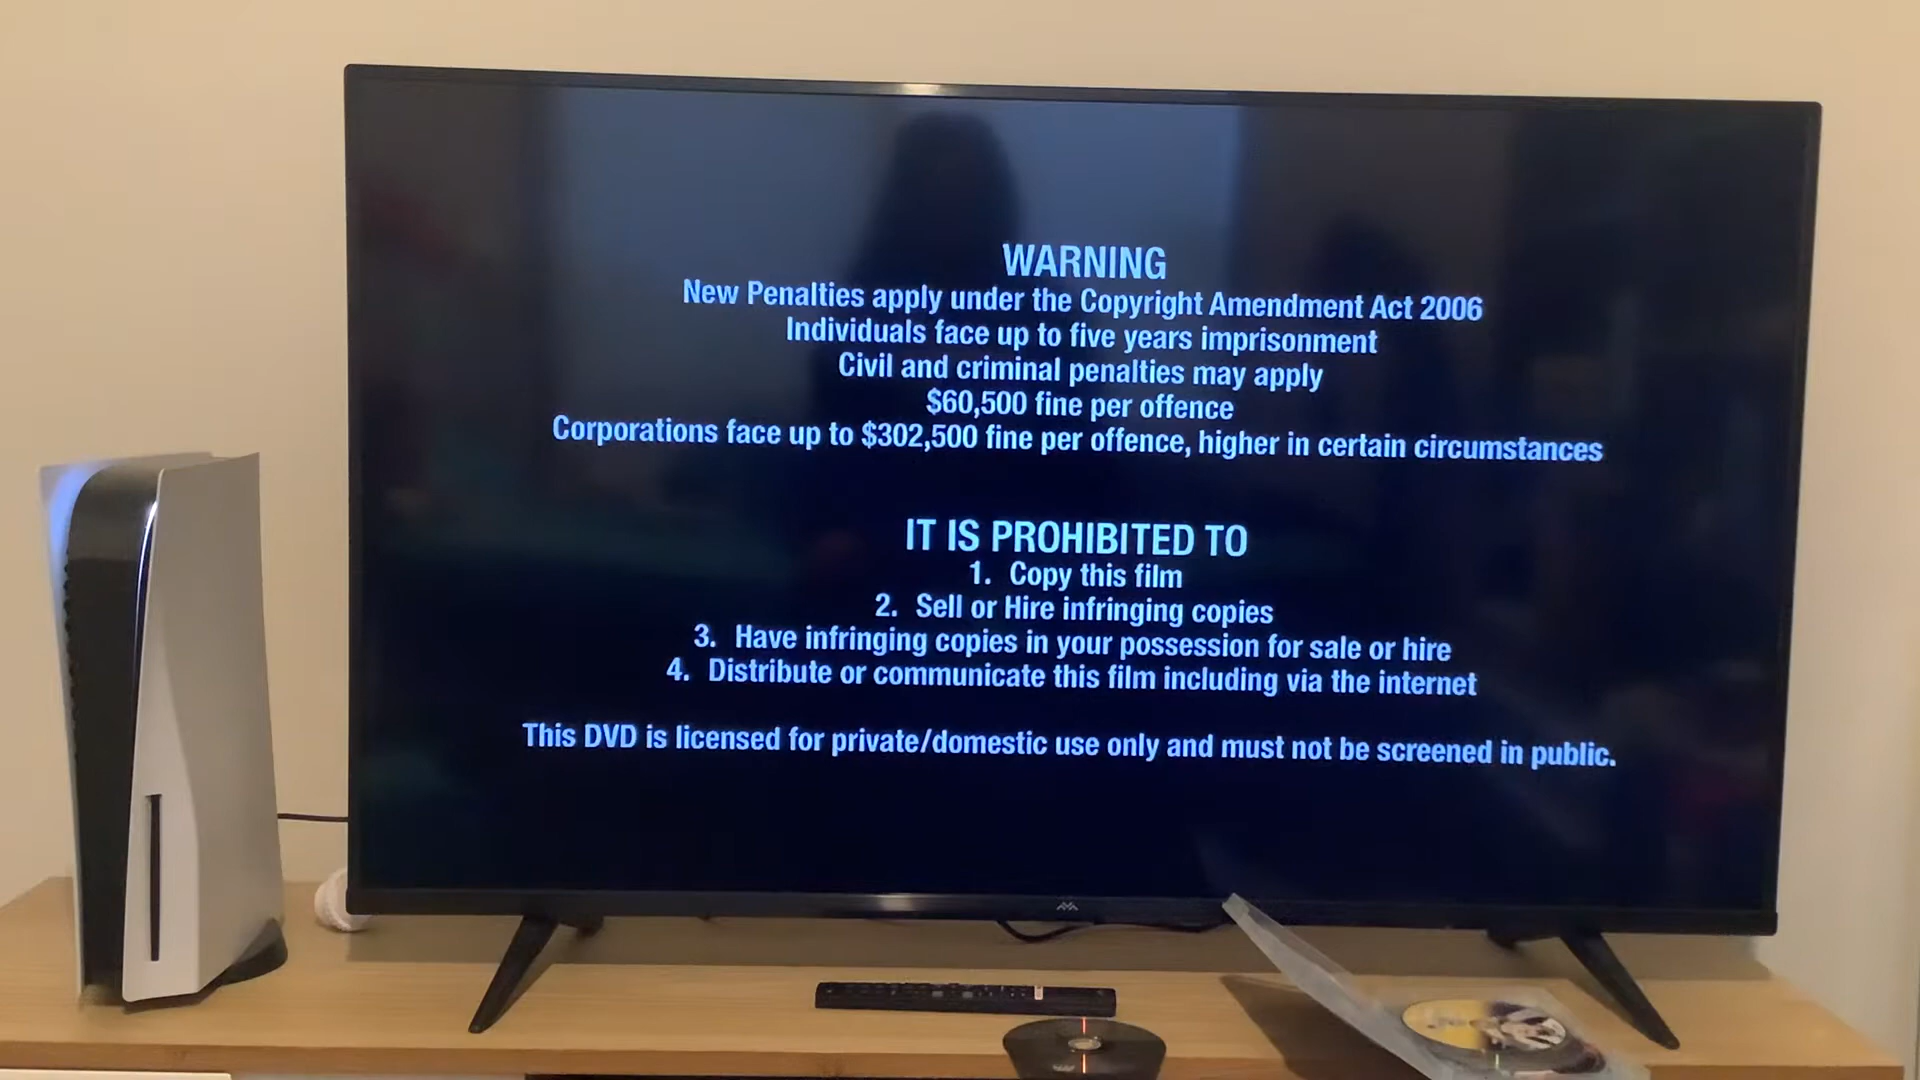 WARNING
New Penalties apply under the Copyright Amendment Act 2006
Individuals face up to five years imprisonment
Civil and criminal penalties may apply
$60,500 fine per offence
Corporations face up to $302,500 fine per offence, higher in certain circumstances
IT IS PROHIBITED TO
1. Copy this film
2. Sell or Hire infringing copies
3. Have infringing copies in your possession for sale or hire
4. Distribute or communicate this film including via the internet
This DVD is licensed for private/domestic use only and must not be screened in public.